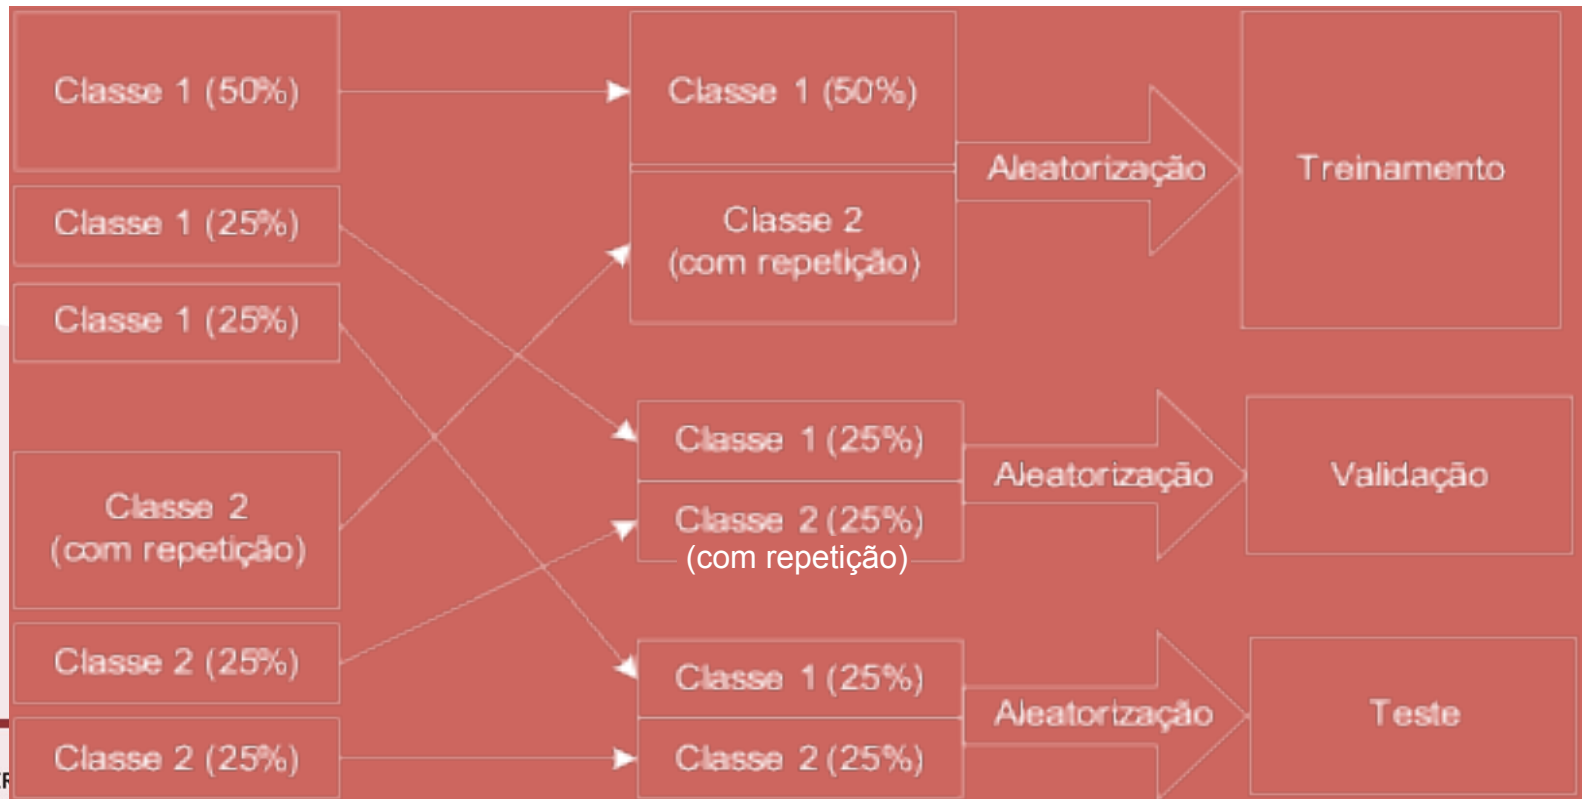 Classe 1 (50%)
Classe 1 (25%)
Classe 1 (25%)
Classe 2
(com repetição)
Classe 2 (25%)
Classe 2 (25%)
Classe 1 (50%)
Classe 2
(com repetição)
Classe 1 (25%)
Classe 2 (25%)
(com repetição)
Classe 1 (25%)
Classe 2 (25%)
Aleatorização
Aleatorização
Aleatorização
Treinamento
Validação
Teste